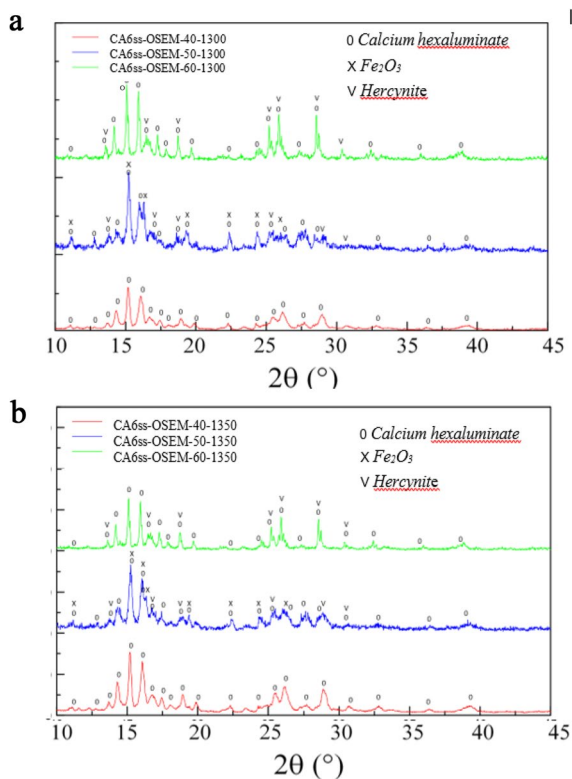 a
CA6ss-OSEM-40-1300
CA6ss-OSEM-50-1300
CA6ss-OSEM-60-1300
0 Calcium hexaluminate
X Fe₂O₃
V Hercynite
10 15 20 25 30 35 40 45
2θ (°)
b
CA6ss-OSEM-40-1350
CA6ss-OSEM-50-1350
CA6ss-OSEM-60-1350
0 Calcium hexaluminate
X Fe₂O₃
V Hercynite
10 15 20 25 30 35 40 45
2θ (°)